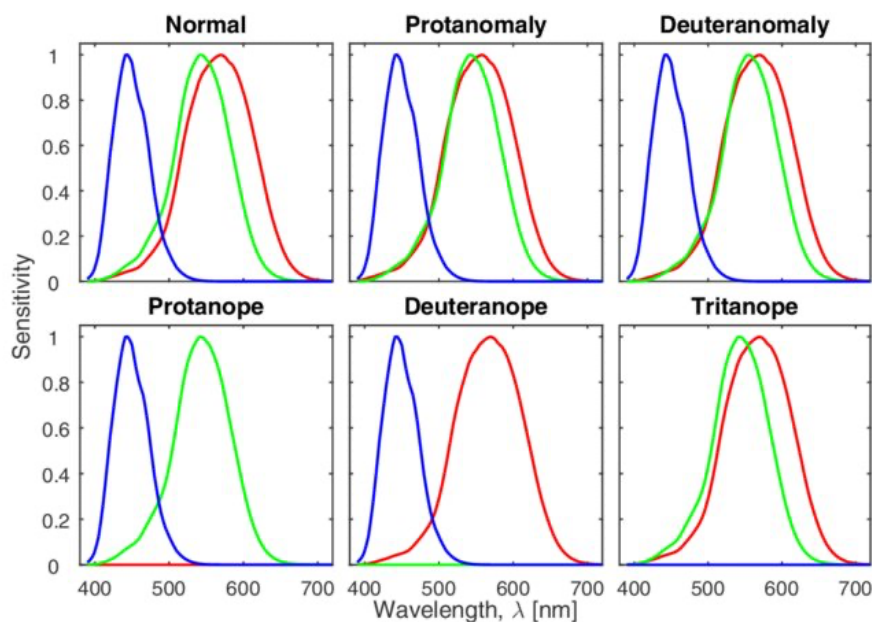 Normal
Protanomaly
Deuteranomaly
1
0.8
0.6
0.4
0.2
0
Sensitivity
Protanope
Deuteranope
Tritanope
1
0.8
0.6
0.4
0.2
0
400 500 600 700
400 500 600 700
400 500 600 700
Wavelength, λ [nm]